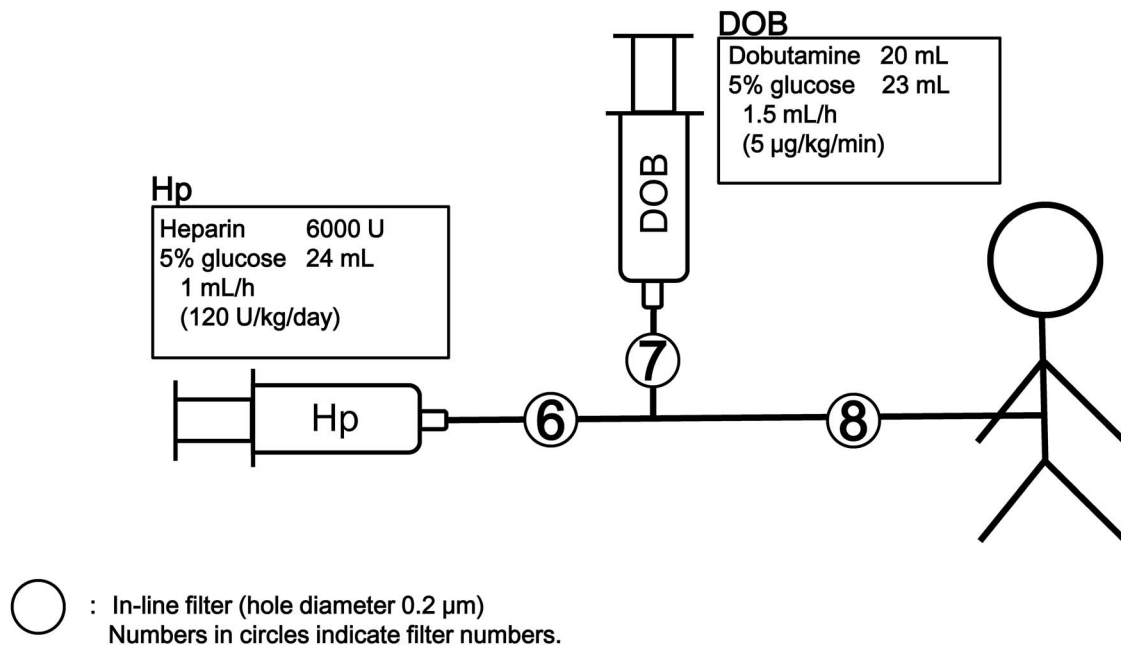 DOB
Dobutamine 20 mL
5% glucose 23 mL
1.5 mL/h
(5 µg/kg/min)
DOB
Hp
Heparin 6000 U
5% glucose 24 mL
1 mL/h
(120 U/kg/day)
7
Hp
6
8
: In-line filter (hole diameter 0.2 µm)
Numbers in circles indicate filter numbers.